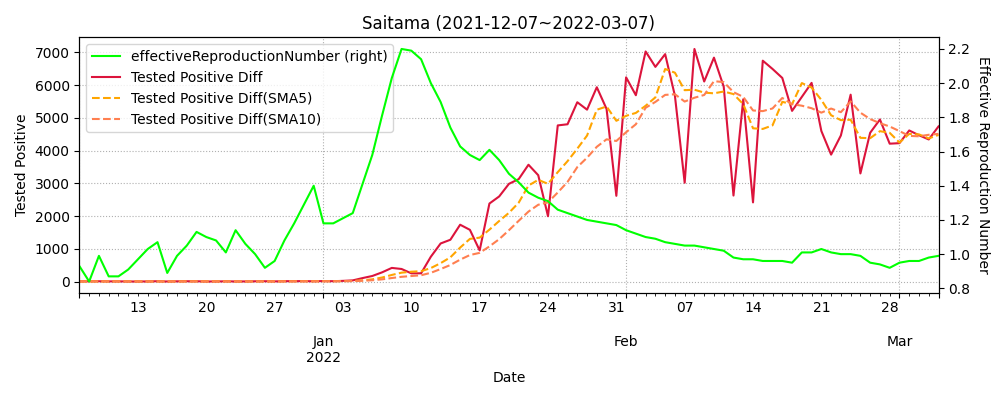 Saitama (2021-12-07~2022-03-07)
effectiveReproductionNumber (right)
Tested Positive Diff
Tested Positive Diff(SMA5)
Tested Positive Diff(SMA10)
Tested Positive
7000
6000
5000
4000
3000
2000
1000
0
Effective Reproduction Number
2.2
2.0
1.8
1.6
1.4
1.2
1.0
0.8
13 20 27 03 10 17 24 31 07 14 21 28
Jan Feb Mar
2022
Date